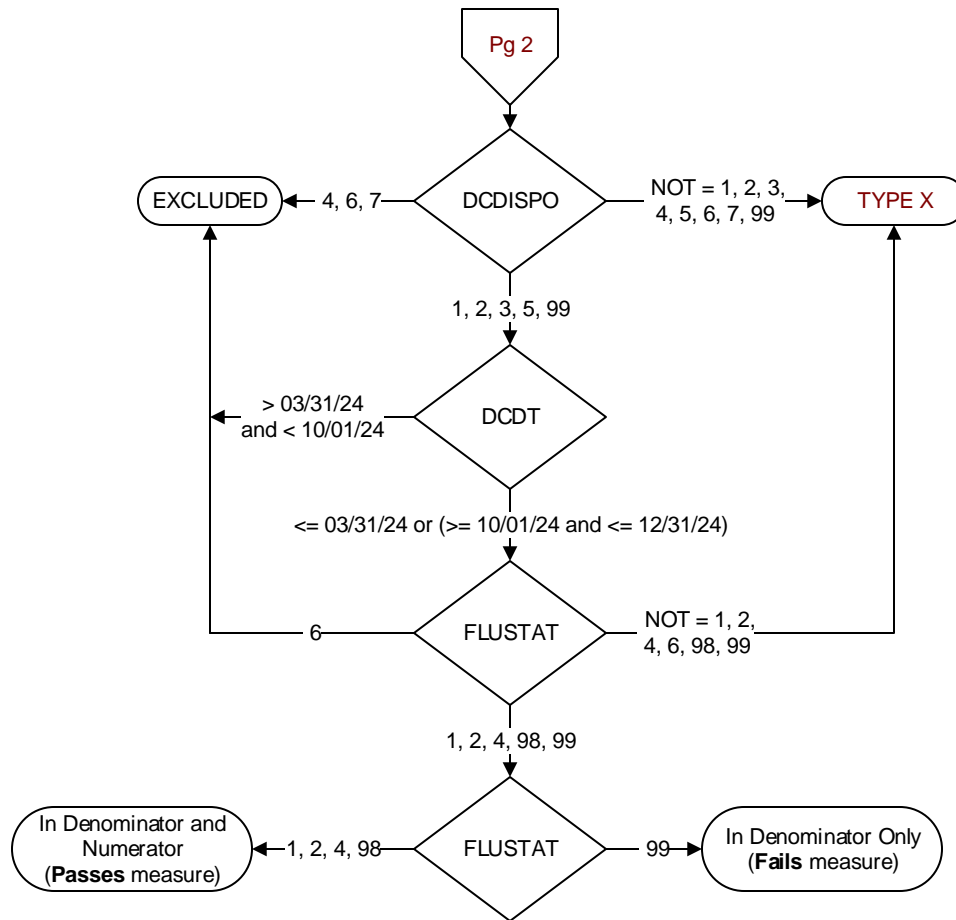 Pg 2
EXCLUDED
4, 6, 7
DCDISPO
NOT = 1, 2, 3,
4, 5, 6, 7, 99
TYPE X
1, 2, 3, 5, 99
> 03/31/24
and < 10/01/24
DCDT
<= 03/31/24 or (>= 10/01/24 and <= 12/31/24)
6
FLUSTAT
NOT = 1, 2,
4, 6, 98, 99
1, 2, 4, 98, 99
In Denominator and
Numerator
(Passes measure)
1, 2, 4, 98
FLUSTAT
99
In Denominator Only
(Fails measure)